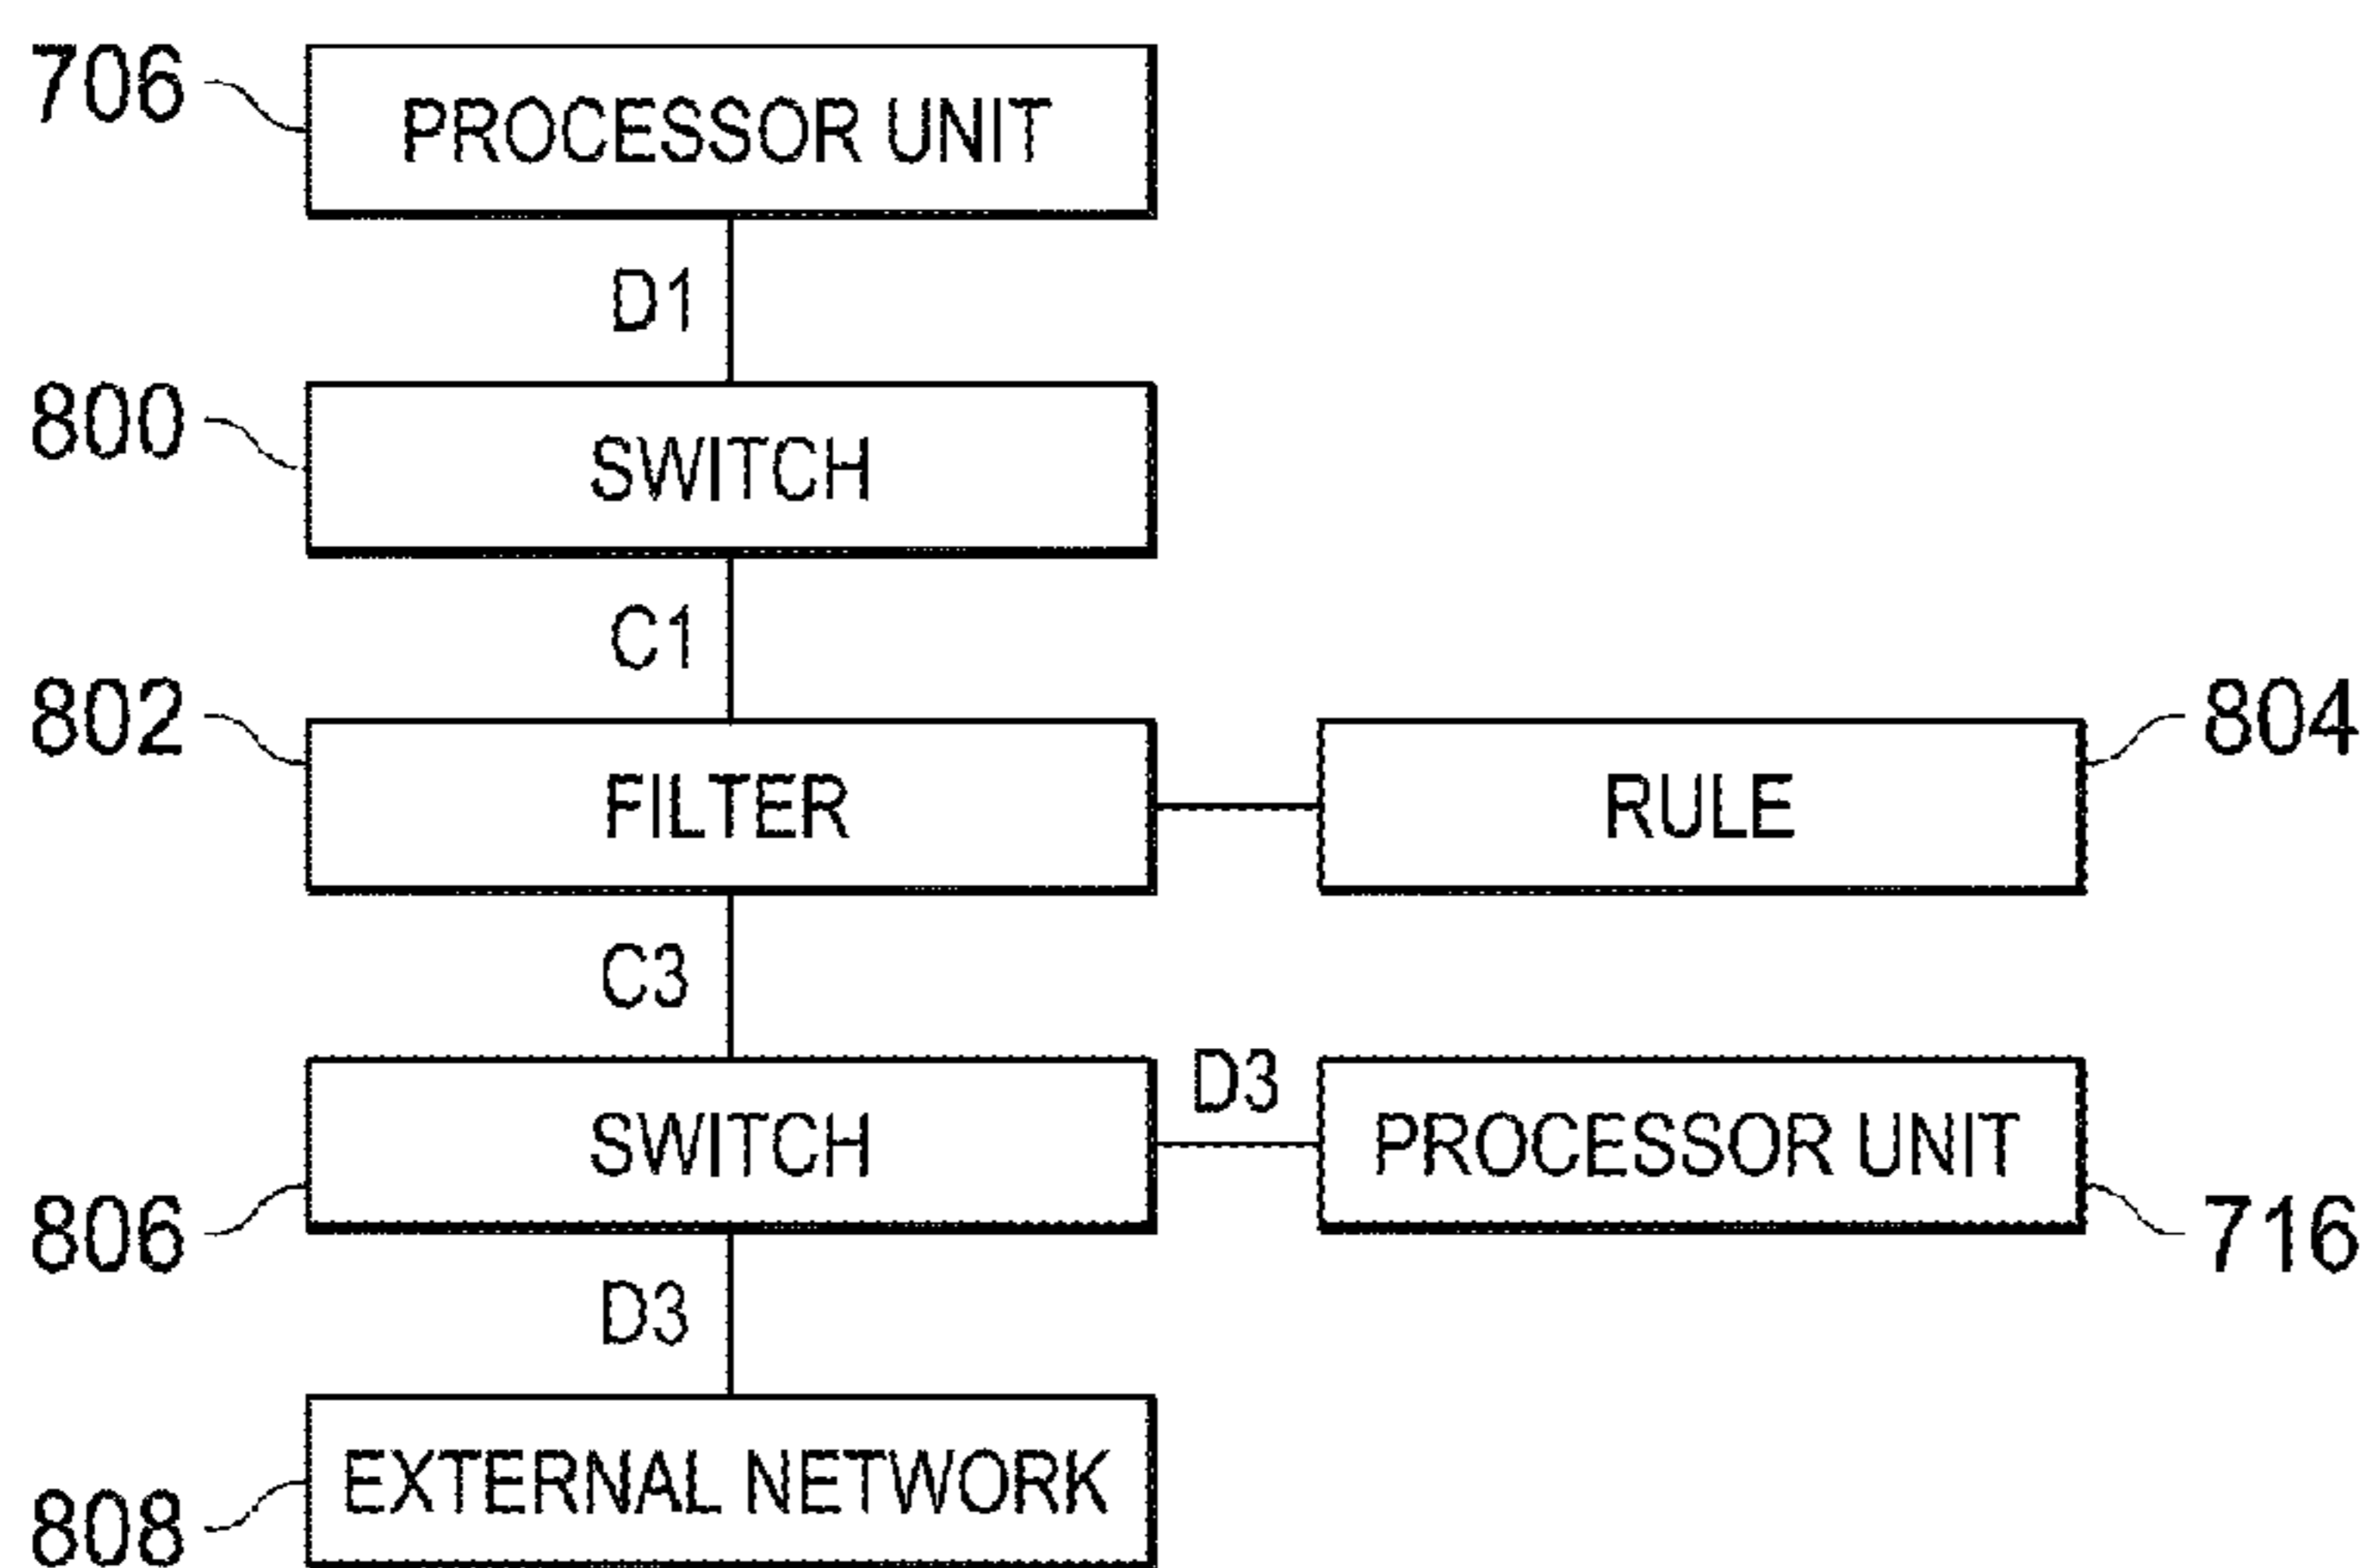 706
PROCESSOR UNIT
D1
800
SWITCH
C1
802
FILTER
RULE
804
C3
SWITCH
D3
PROCESSOR UNIT
806
716
D3
EXTERNAL NETWORK
808